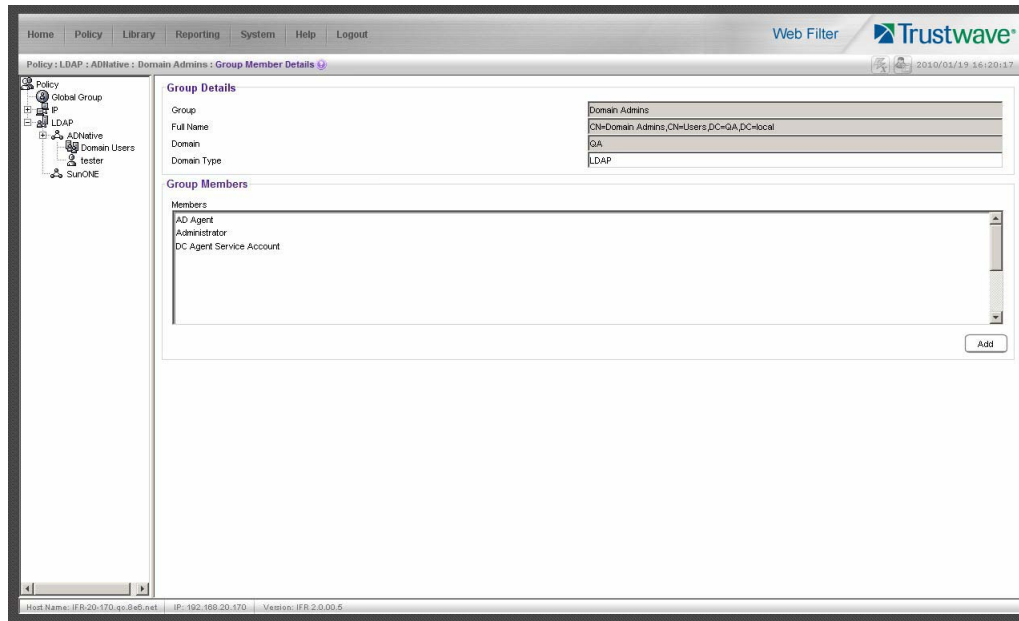 Home Policy Library Reporting System Help Logout
Web Filter
Trustwave®
Policy : LDAP : ADNative : Domain Admins : Group Member Details
2010/01/19 16:20:17
Policy
Global Group
IP
LDAP
ADNative
Domain Users
tester
SunONE
Group Details
Group Domain Admins
Full Name CN=Domain Admins,CN=Users,DC=QA,DC=local
Domain QA
Domain Type LDAP
Group Members
Members
AD Agent
Administrator
DC Agent Service Account
Add
Host Name: IFR-20-170.qc.8e6.net IP: 192.168.20.170 Version: IFR 2.0.00.5